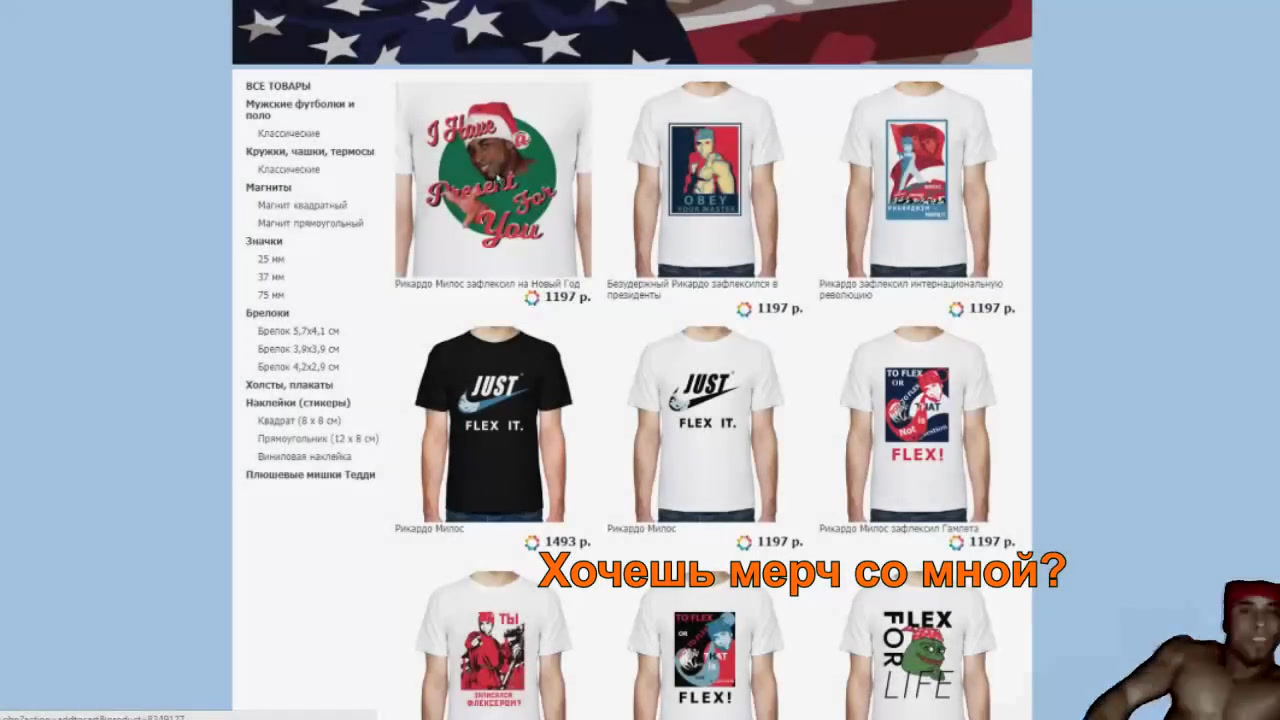 ВСЕ ТОВАРЫ
Мужские футболки и
поло
Классические
Кружки, чашки, термосы
Классические
Магниты
Магнит квадратный
Магнит прямоугольный
Значки
25 мм
37 мм
75 мм
Брелоки
Брелок 5,7x4,1 см
Брелок 3,9x3,9 см
Брелок 4,2x2,9 см
Холсты, плакаты
Наклейки (стикеры)
Квадрат (8 x 8 см)
Прямоугольник (12 x 8 см)
Виниловая наклейка
Плюшевые мишки Тедди
I Have a
Present
For
You
Рикардо Милос зафлексил на Новый Год
1197 р.
OBEY
YOUR MASTER
Безудержный Рикардо зафлексился в
президенты
1197 р.
Рикардо зафлексил интернациональную
революцию
1197 р.
JUST
FLEX IT.
Рикардо Милос
1493 р.
JUST
FLEX IT.
Рикардо Милос
1197 р.
TO FLEX
OR
THAT
is
Not
FLEX!
Рикардо Милос зафлексил Гамлета
1197 р.
Хочешь мерч со мной?
ТЫ
ЗАПИСАЛСЯ
ФЛЕКСЕРОМ?
TO FLEX
OR
THAT
is
FLEX!
FLEX
FOR
LIFE